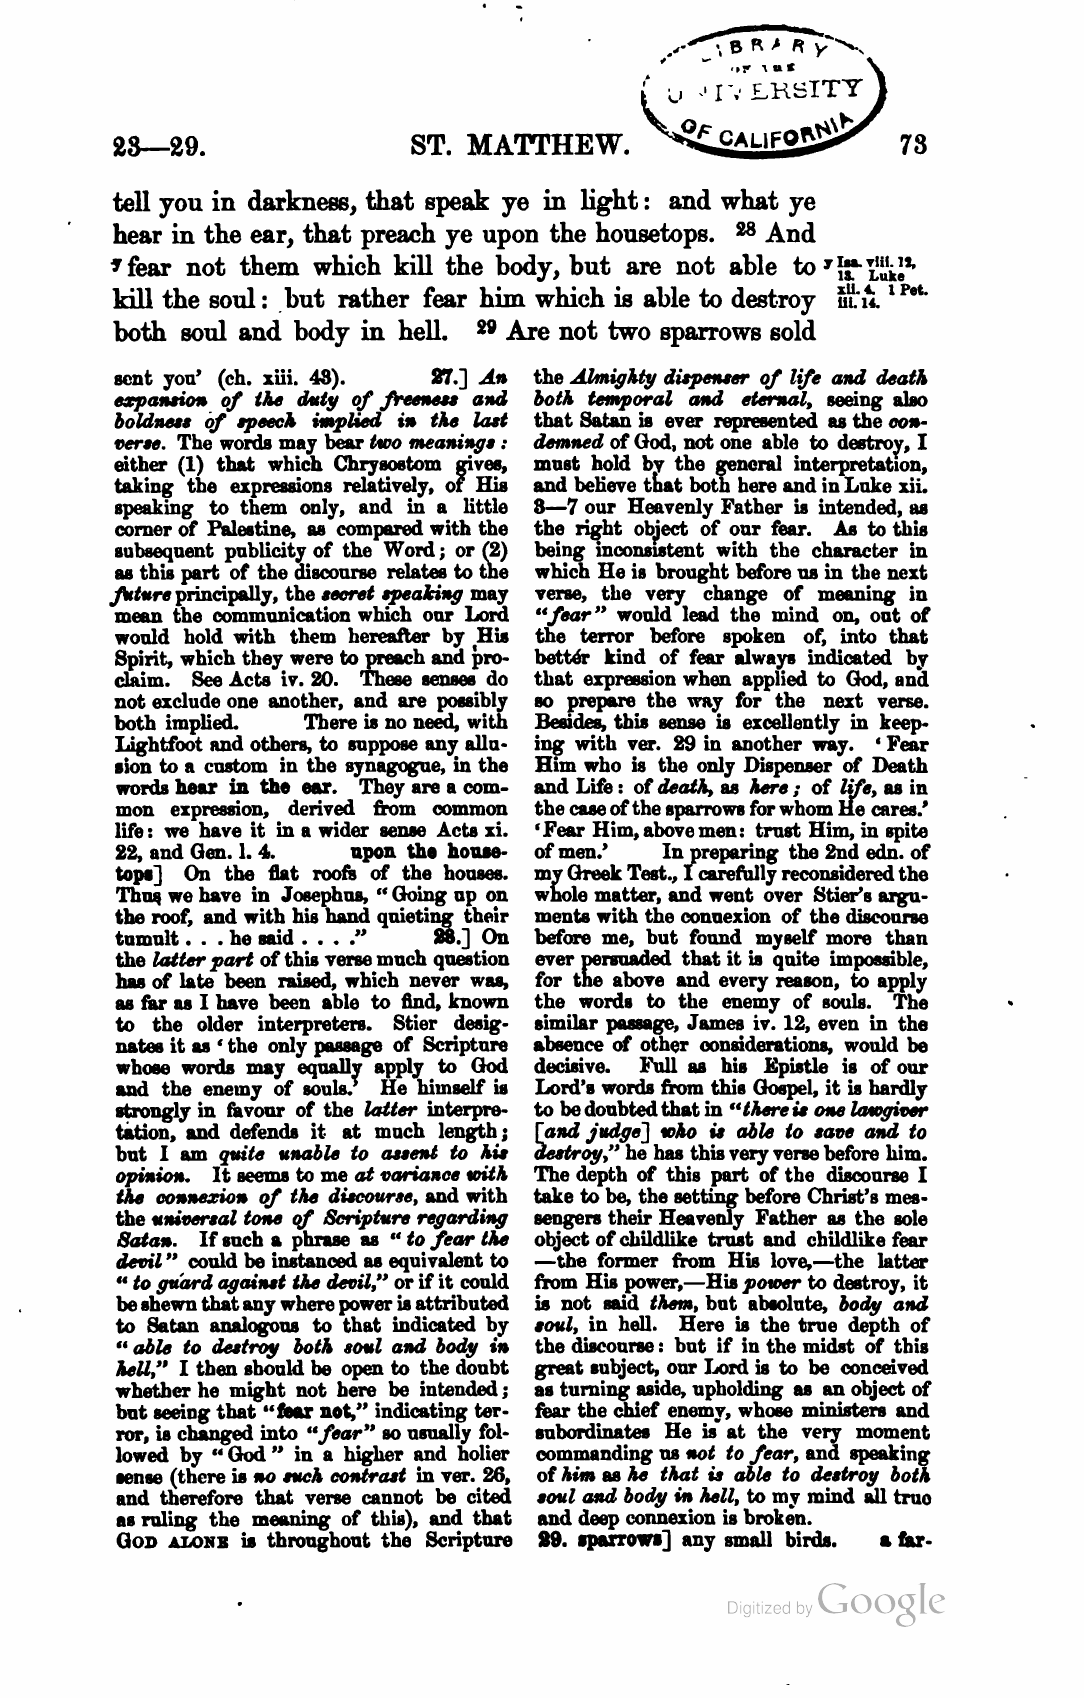 LIBRARY
OF THE
UNIVERSITY
OF CALIFORNIA
23—29.
ST. MATTHEW.
73
tell you in darkness, that speak ye in light: and what ye
hear in the ear, that preach ye upon the housetops. 28 And
y fear not them which kill the body, but are not able to
kill the soul: but rather fear him which is able to destroy
both soul and body in hell. 29 Are not two sparrows sold
y Isa. viii. 12,
13. Luke
xii. 4. 1 Pet.
iii. 14.
sent you' (ch. xiii. 43). 27.] An
expansion of the duty of freeness and
boldness of speech implied in the last
verse. The words may bear two meanings:
either (1) that which Chrysostom gives,
taking the expressions relatively, of His
speaking to them only, and in a little
corner of Palestine, as compared with the
subsequent publicity of the Word; or (2)
as this part of the discourse relates to the
future principally, the secret speaking may
mean the communication which our Lord
would hold with them hereafter by His
Spirit, which they were to preach and pro-
claim. See Acts iv. 20. These senses do
not exclude one another, and are possibly
both implied. There is no need, with
Lightfoot and others, to suppose any allu-
sion to a custom in the synagogue, in the
words hear in the ear. They are a com-
mon expression, derived from common
life: we have it in a wider sense Acts xi.
22, and Gen. l. 4. upon the house-
tops] On the flat roofs of the houses.
Thus we have in Josephus, "Going up on
the roof, and with his hand quieting their
tumult . . . he said . . . ." 28.] On
the latter part of this verse much question
has of late been raised, which never was,
as far as I have been able to find, known
to the older interpreters. Stier desig-
nates it as 'the only passage of Scripture
whose words may equally apply to God
and the enemy of souls.' He himself is
strongly in favour of the latter interpre-
tation, and defends it at much length;
but I am quite unable to assent to his
opinion. It seems to me at variance with
the connexion of the discourse, and with
the universal tone of Scripture regarding
Satan. If such a phrase as "to fear the
devil" could be instanced as equivalent to
"to guard against the devil," or if it could
be shewn that any where power is attributed
to Satan analogous to that indicated by
"able to destroy both soul and body in
hell," I then should be open to the doubt
whether he might not here be intended;
but seeing that "fear not," indicating ter-
ror, is changed into "fear" so usually fol-
lowed by "God" in a higher and holier
sense (there is no such contrast in ver. 26,
and therefore that verse cannot be cited
as ruling the meaning of this), and that
GOD ALONE is throughout the Scripture
the Almighty dispenser of life and death
both temporal and eternal, seeing also
that Satan is ever represented as the con-
demned of God, not one able to destroy, I
must hold by the general interpretation,
and believe that both here and in Luke xii.
3—7 our Heavenly Father is intended, as
the right object of our fear. As to this
being inconsistent with the character in
which He is brought before us in the next
verse, the very change of meaning in
"fear" would lead the mind on, out of
the terror before spoken of, into that
better kind of fear always indicated by
that expression when applied to God, and
so prepare the way for the next verse.
Besides, this sense is excellently in keep-
ing with ver. 29 in another way. 'Fear
Him who is the only Dispenser of Death
and Life: of death, as here; of life, as in
the case of the sparrows for whom He cares.'
'Fear Him, above men: trust Him, in spite
of men.' In preparing the 2nd edn. of
my Greek Test., I carefully reconsidered the
whole matter, and went over Stier's argu-
ments with the connexion of the discourse
before me, but found myself more than
ever persuaded that it is quite impossible,
for the above and every reason, to apply
the words to the enemy of souls. The
similar passage, James iv. 12, even in the
absence of other considerations, would be
decisive. Full as his Epistle is of our
Lord's words from this Gospel, it is hardly
to be doubted that in "there is one lawgiver
[and judge] who is able to save and to
destroy," he has this very verse before him.
The depth of this part of the discourse I
take to be, the setting before Christ's mes-
sengers their Heavenly Father as the sole
object of childlike trust and childlike fear
—the former from His love,—the latter
from His power,—His power to destroy, it
is not said them, but absolute, body and
soul, in hell. Here is the true depth of
the discourse: but if in the midst of this
great subject, our Lord is to be conceived
as turning aside, upholding as an object of
fear the chief enemy, whose ministers and
subordinates He is at the very moment
commanding us not to fear, and speaking
of him as he that is able to destroy both
soul and body in hell, to my mind all true
and deep connexion is broken.
29. sparrows] any small birds. a far-
Digitized by Google